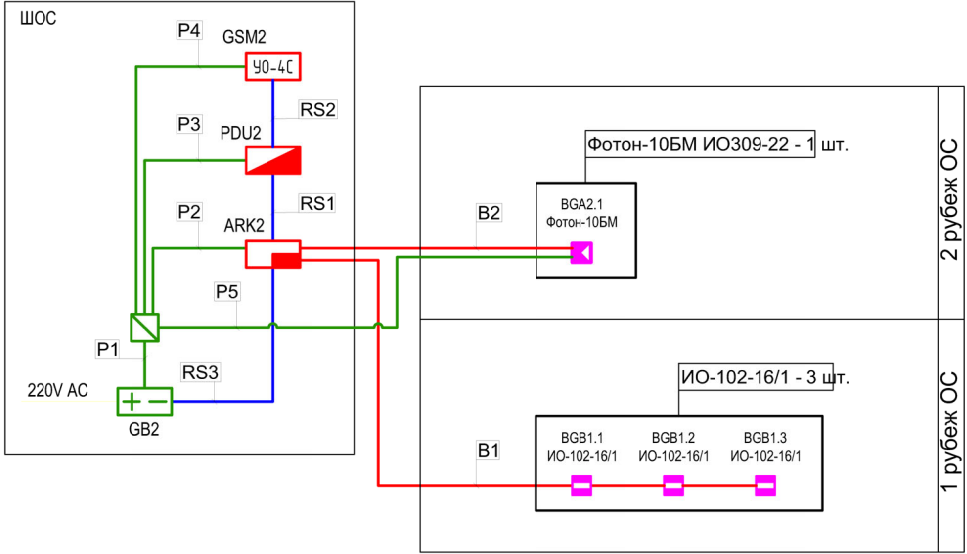 ШОС
P4
GSM2
УО-4С
RS2
P3
PDU2
RS1
P2
ARK2
P5
P1
RS3
220V AC
GB2
Фотон-10БМ ИО309-22 - 1 шт.
BGA2.1
Фотон-10БМ
B2
2 рубеж ОС
ИО-102-16/1 - 3 шт.
BGB1.1
ИО-102-16/1
BGB1.2
ИО-102-16/1
BGB1.3
ИО-102-16/1
B1
1 рубеж ОС